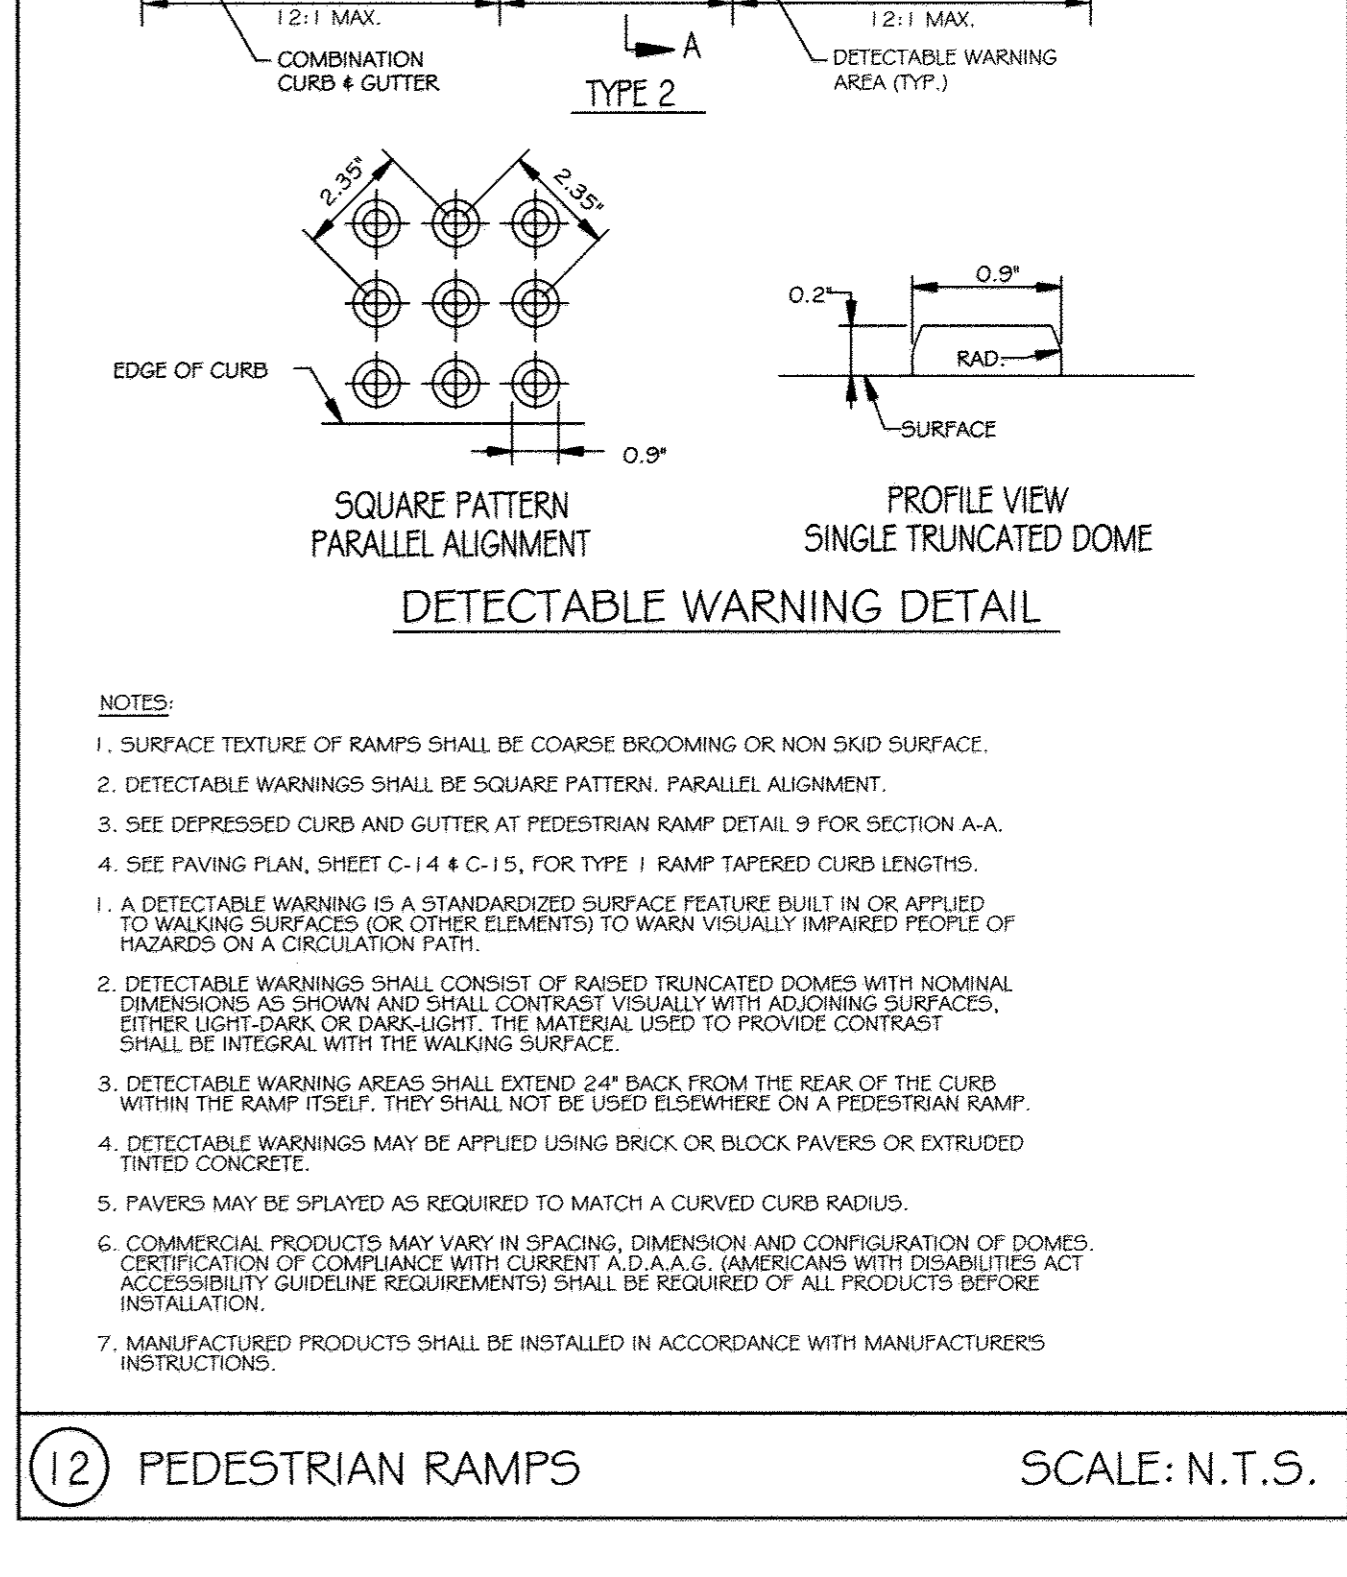 12:1 MAX.
12:1 MAX.
COMBINATION
CURB & GUTTER
A
DETECTABLE WARNING
AREA (TYP.)
TYPE 2
2.35"
2.35"
EDGE OF CURB
0.9"
0.2"
0.9"
RAD.
SURFACE
SQUARE PATTERN
PARALLEL ALIGNMENT
PROFILE VIEW
SINGLE TRUNCATED DOME
DETECTABLE WARNING DETAIL
NOTES:
1. SURFACE TEXTURE OF RAMPS SHALL BE COARSE BROOMING OR NON SKID SURFACE.
2. DETECTABLE WARNINGS SHALL BE SQUARE PATTERN. PARALLEL ALIGNMENT.
3. SEE DEPRESSED CURB AND GUTTER AT PEDESTRIAN RAMP DETAIL 9 FOR SECTION A-A.
4. SEE PAVING PLAN, SHEET C-14 & C-15, FOR TYPE 1 RAMP TAPERED CURB LENGTHS.
1. A DETECTABLE WARNING IS A STANDARDIZED SURFACE FEATURE BUILT IN OR APPLIED
TO WALKING SURFACES (OR OTHER ELEMENTS) TO WARN VISUALLY IMPAIRED PEOPLE OF
HAZARDS ON A CIRCULATION PATH.
2. DETECTABLE WARNINGS SHALL CONSIST OF RAISED TRUNCATED DOMES WITH NOMINAL
DIMENSIONS AS SHOWN AND SHALL CONTRAST VISUALLY WITH ADJOINING SURFACES,
EITHER LIGHT-DARK OR DARK-LIGHT. THE MATERIAL USED TO PROVIDE CONTRAST
SHALL BE INTEGRAL WITH THE WALKING SURFACE.
3. DETECTABLE WARNING AREAS SHALL EXTEND 24" BACK FROM THE REAR OF THE CURB
WITHIN THE RAMP ITSELF. THEY SHALL NOT BE USED ELSEWHERE ON A PEDESTRIAN RAMP.
4. DETECTABLE WARNINGS MAY BE APPLIED USING BRICK OR BLOCK PAVERS OR EXTRUDED
TINTED CONCRETE.
5. PAVERS MAY BE SPLAYED AS REQUIRED TO MATCH A CURVED CURB RADIUS.
6. COMMERCIAL PRODUCTS MAY VARY IN SPACING, DIMENSION AND CONFIGURATION OF DOMES.
CERTIFICATION OF COMPLIANCE WITH CURRENT A.D.A.A.G. (AMERICANS WITH DISABILITIES ACT
ACCESSIBILITY GUIDELINE REQUIREMENTS) SHALL BE REQUIRED OF ALL PRODUCTS BEFORE
INSTALLATION.
7. MANUFACTURED PRODUCTS SHALL BE INSTALLED IN ACCORDANCE WITH MANUFACTURER'S
INSTRUCTIONS.
12 PEDESTRIAN RAMPS SCALE: N.T.S.